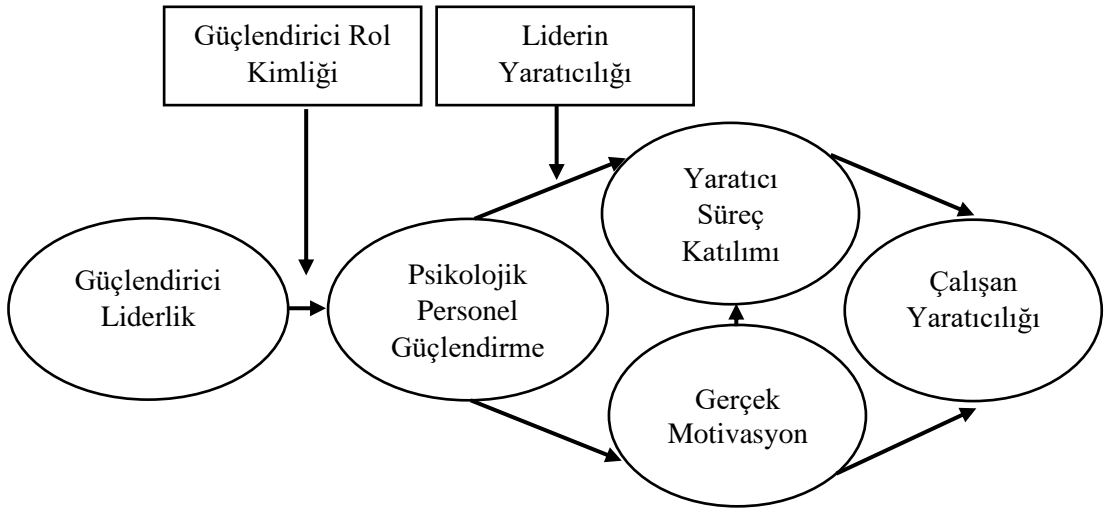 Güçlendirici Rol
Kimliği
Liderin
Yaratıcılığı
Yaratıcı
Süreç
Katılımı
Güçlendirici
Liderlik
Psikolojik
Personel
Güçlendirme
Çalışan
Yaratıcılığı
Gerçek
Motivasyon